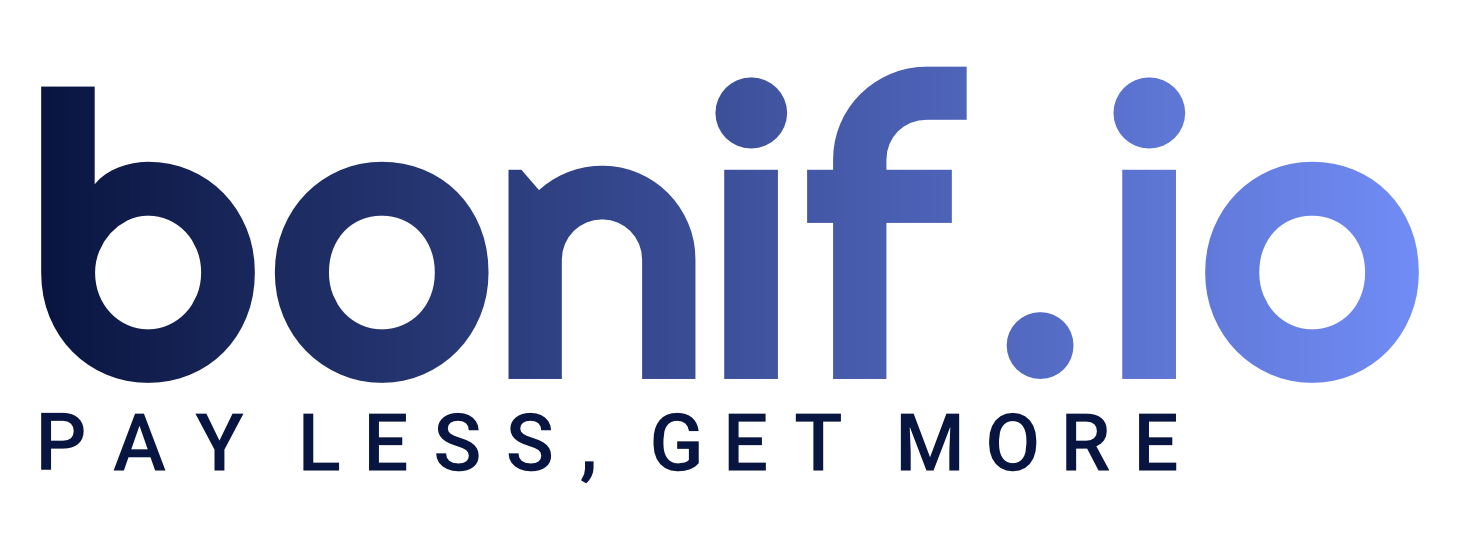 bonif.io
PAY LESS, GET MORE